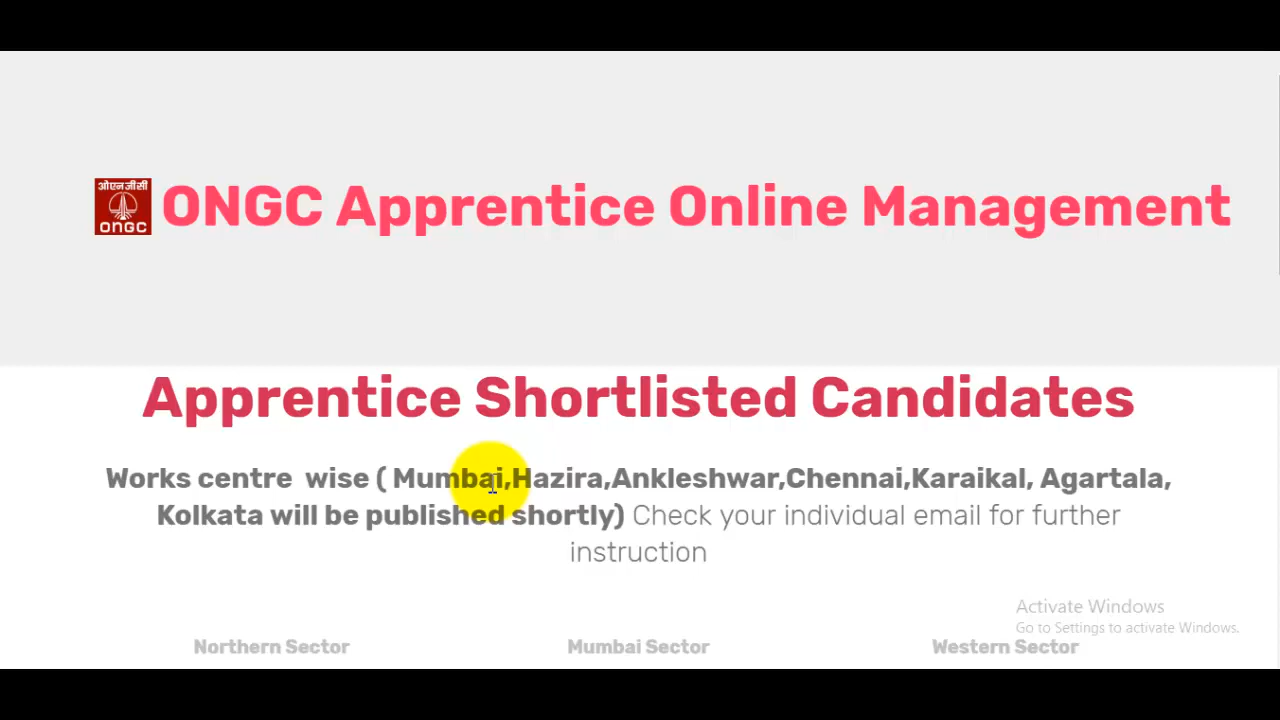 ओएनजीसी
ONGC
ONGC Apprentice Online Management
Apprentice Shortlisted Candidates
Works centre wise ( Mumbai,Hazira,Ankleshwar,Chennai,Karaikal, Agartala,
Kolkata will be published shortly) Check your individual email for further
instruction
Activate Windows
Go to Settings to activate Windows.
Northern Sector
Mumbai Sector
Western Sector